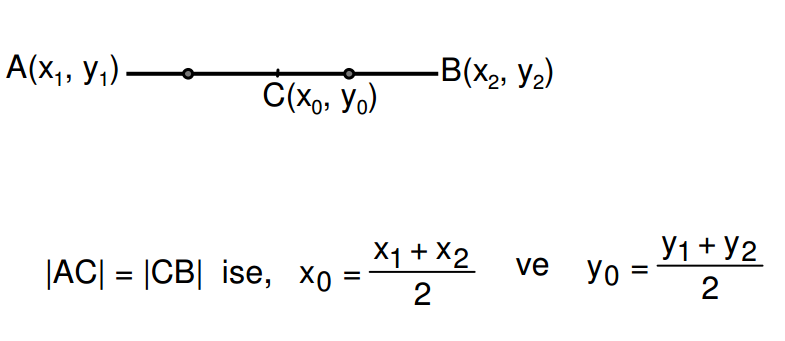 A(x₁, y₁) B(x₂, y₂)
C(x₀, y₀)
|AC| = |CB| ise, x₀ = (x₁ + x₂)/2 ve y₀ = (y₁ + y₂)/2